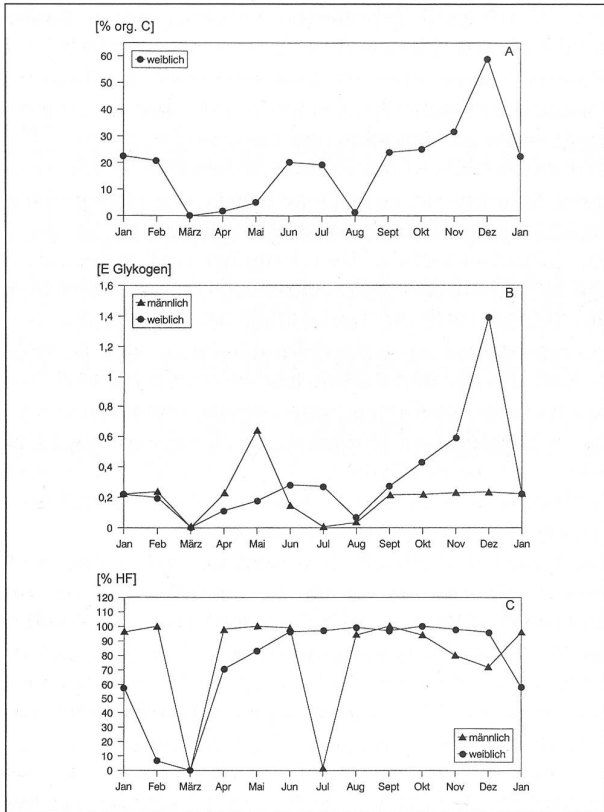 [% org. C]
A
weiblich
60
50
40
30
20
10
0
Jan Feb März Apr Mai Jun Jul Aug Sept Okt Nov Dez Jan
[E Glykogen]
B
männlich
weiblich
1,6
1,4
1,2
1
0,8
0,6
0,4
0,2
0
Jan Feb März Apr Mai Jun Jul Aug Sept Okt Nov Dez Jan
[% HF]
C
120
110
100
90
80
70
60
50
40
30
20
10
0
männlich
weiblich
Jan Feb März Apr Mai Jun Jul Aug Sept Okt Nov Dez Jan